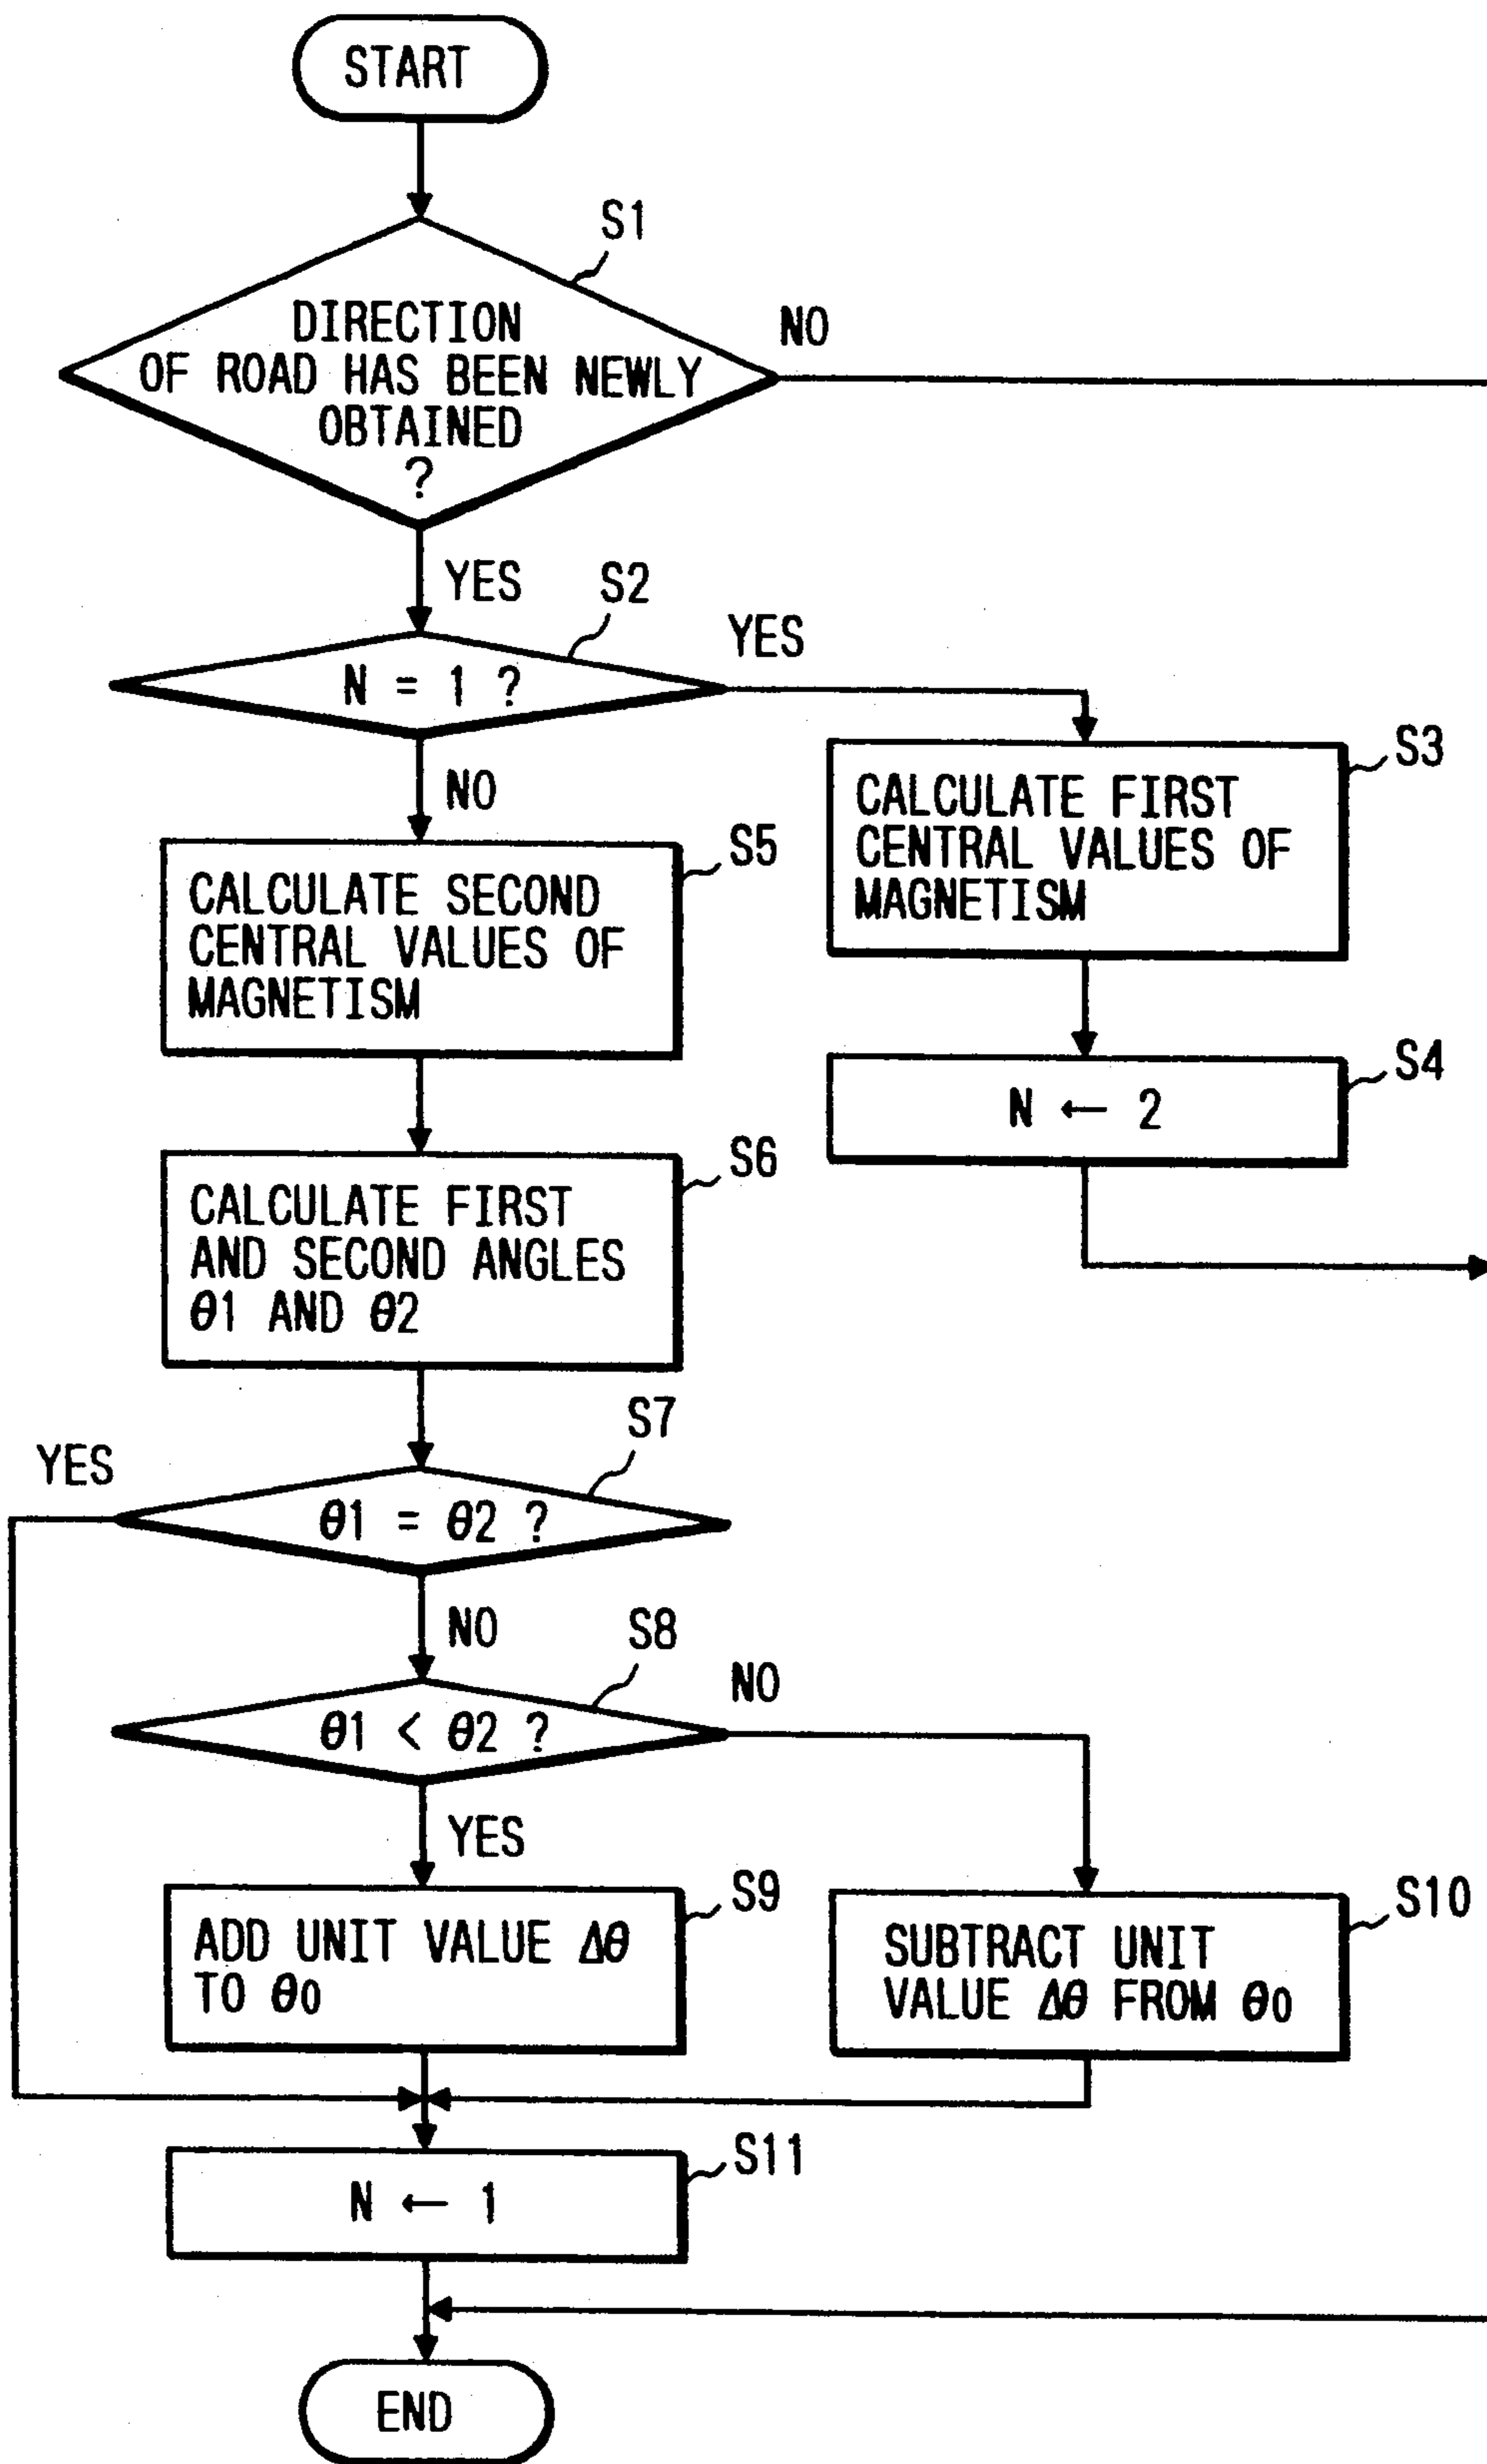 START
S1
DIRECTION
OF ROAD HAS BEEN NEWLY
OBTAINED
?
NO
YES
S2
N = 1 ?
YES
NO
S3
CALCULATE FIRST
CENTRAL VALUES OF
MAGNETISM
S4
N ← 2
S5
CALCULATE SECOND
CENTRAL VALUES OF
MAGNETISM
S6
CALCULATE FIRST
AND SECOND ANGLES
θ1 AND θ2
S7
YES
θ1 = θ2 ?
NO
S8
θ1 < θ2 ?
NO
YES
S9
ADD UNIT VALUE Δθ
TO θ0
S10
SUBTRACT UNIT
VALUE Δθ FROM θ0
S11
N ← 1
END